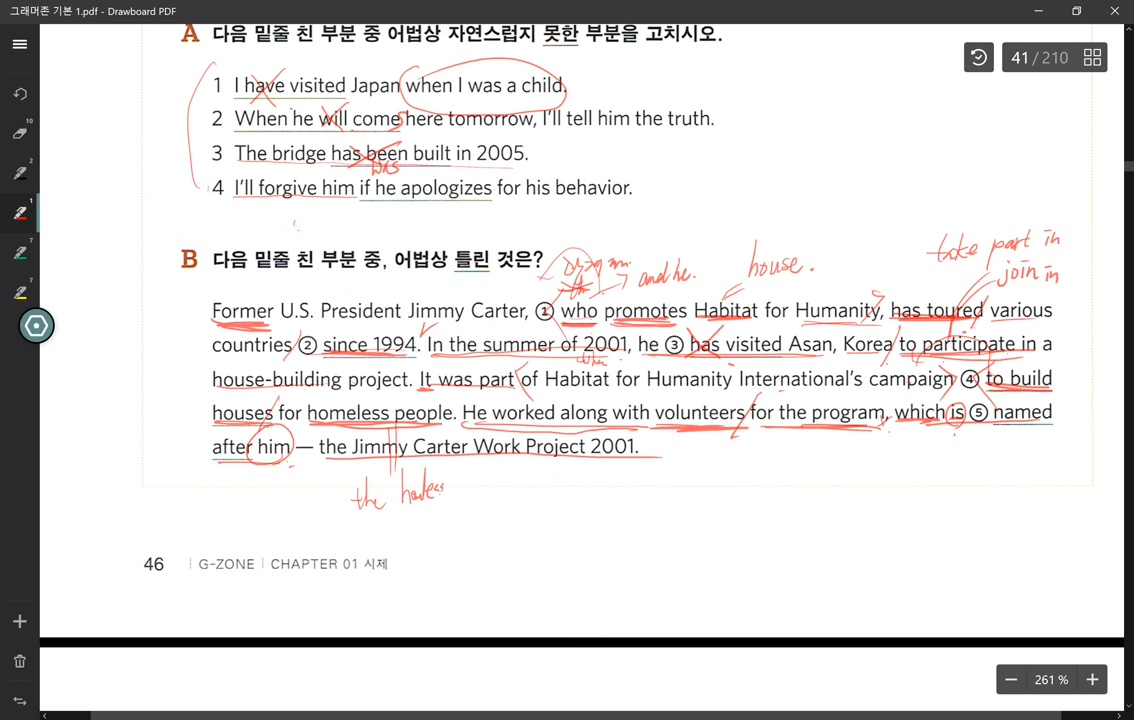 그래머존 기본 1.pdf - Drawboard PDF
41 / 210
A 다음 밑줄 친 부분 중 어법상 자연스럽지 못한 부분을 고치시오.
1 I have visited Japan when I was a child.
2 When he will come here tomorrow, I'll tell him the truth.
s
3 The bridge has been built in 2005.
was
4 I'll forgive him if he apologizes for his behavior.
take part in
B 다음 밑줄 친 부분 중, 어법상 틀린 것은?
and he.
house.
join in
Former U.S. President Jimmy Carter, ① who promotes Habitat for Humanity, has toured various
countries ② since 1994. In the summer of 2001, he ③ has visited Asan, Korea to participate in a
when
house-building project. It was part of Habitat for Humanity International's campaign ④ to build
houses for homeless people. He worked along with volunteers for the program, which is ⑤ named
after him — the Jimmy Carter Work Project 2001.
the
46 G-ZONE CHAPTER 01 시제
261 %
10
2
1
7
7